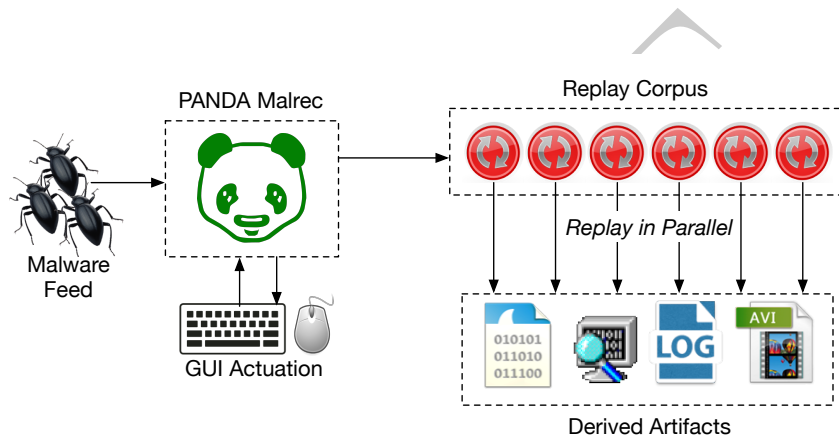 Replay Corpus
PANDA Malrec
Replay in Parallel
Malware
Feed
GUI Actuation
010101
011010
011100
LOG
AVI
Derived Artifacts